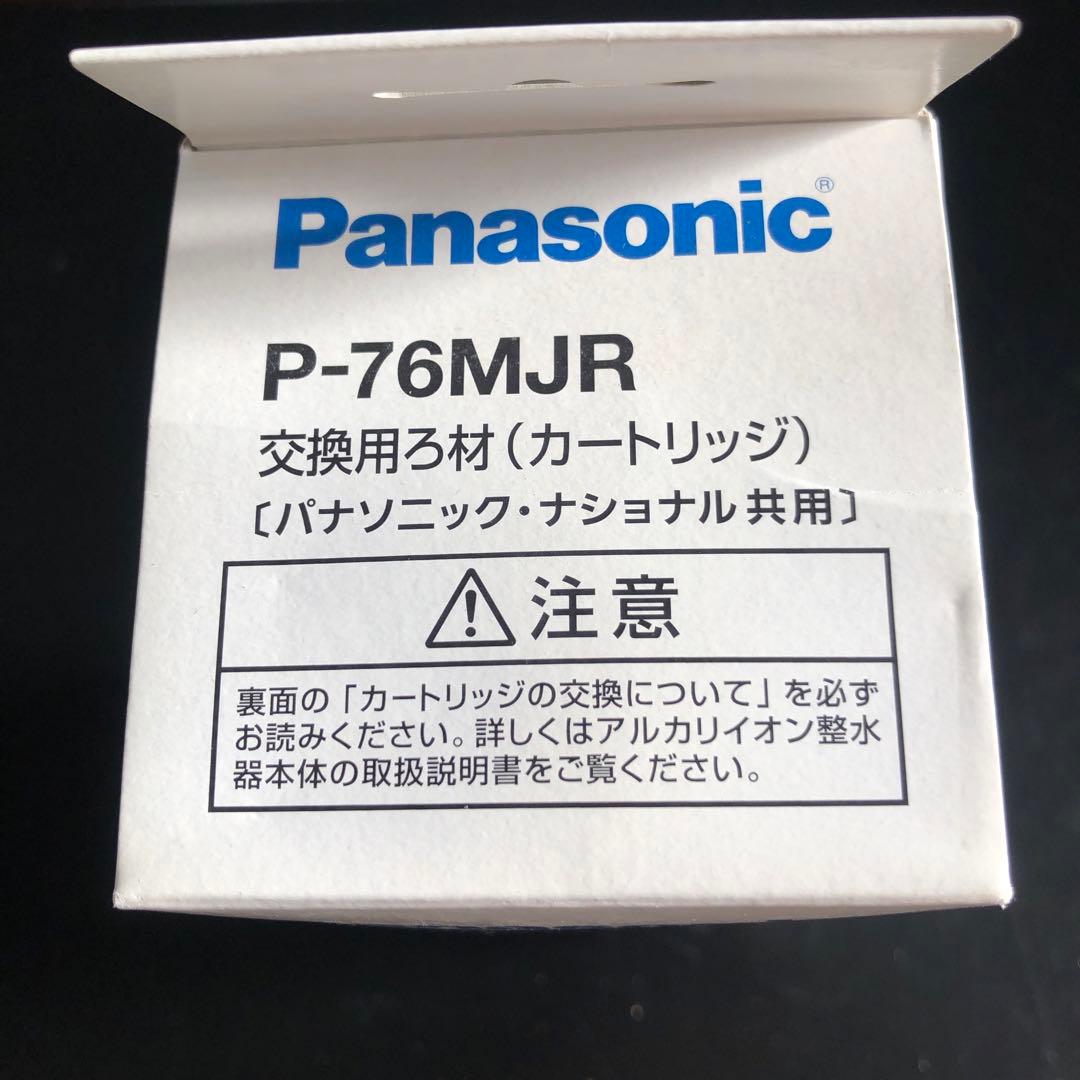 Panasonic®
P-76MJR
交換用ろ材(カートリッジ)
〔パナソニック・ナショナル共用〕
注意
裏面の「カートリッジの交換について」を必ず
お読みください。詳しくはアルカリイオン整水
器本体の取扱説明書をご覧ください。